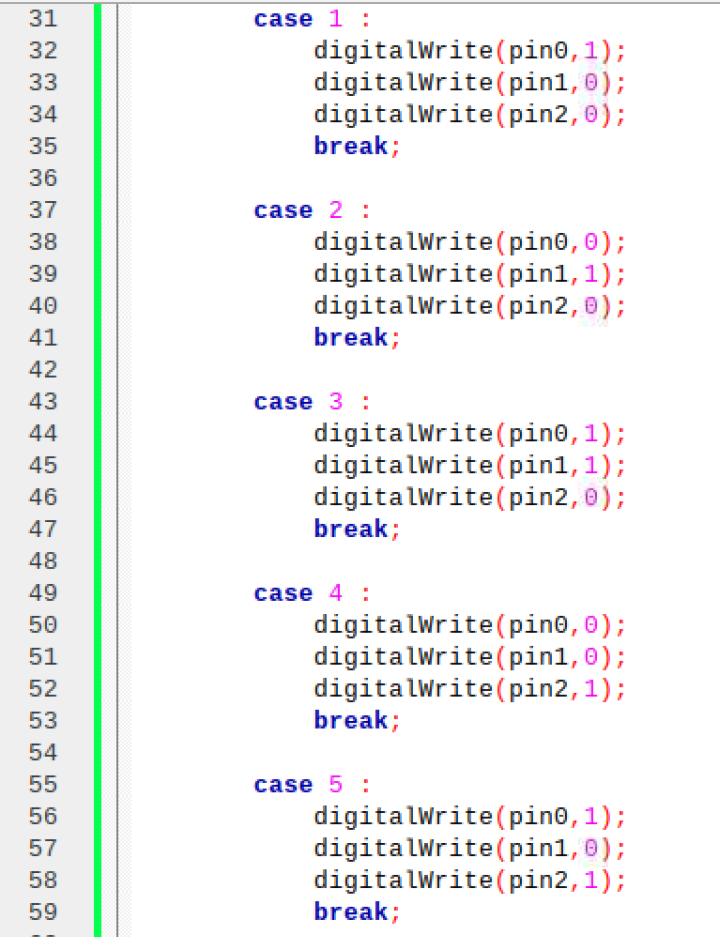 31 case 1 :
32 digitalWrite(pin0,1);
33 digitalWrite(pin1,0);
34 digitalWrite(pin2,0);
35 break;
36
37 case 2 :
38 digitalWrite(pin0,0);
39 digitalWrite(pin1,1);
40 digitalWrite(pin2,0);
41 break;
42
43 case 3 :
44 digitalWrite(pin0,1);
45 digitalWrite(pin1,1);
46 digitalWrite(pin2,0);
47 break;
48
49 case 4 :
50 digitalWrite(pin0,0);
51 digitalWrite(pin1,0);
52 digitalWrite(pin2,1);
53 break;
54
55 case 5 :
56 digitalWrite(pin0,1);
57 digitalWrite(pin1,0);
58 digitalWrite(pin2,1);
59 break;